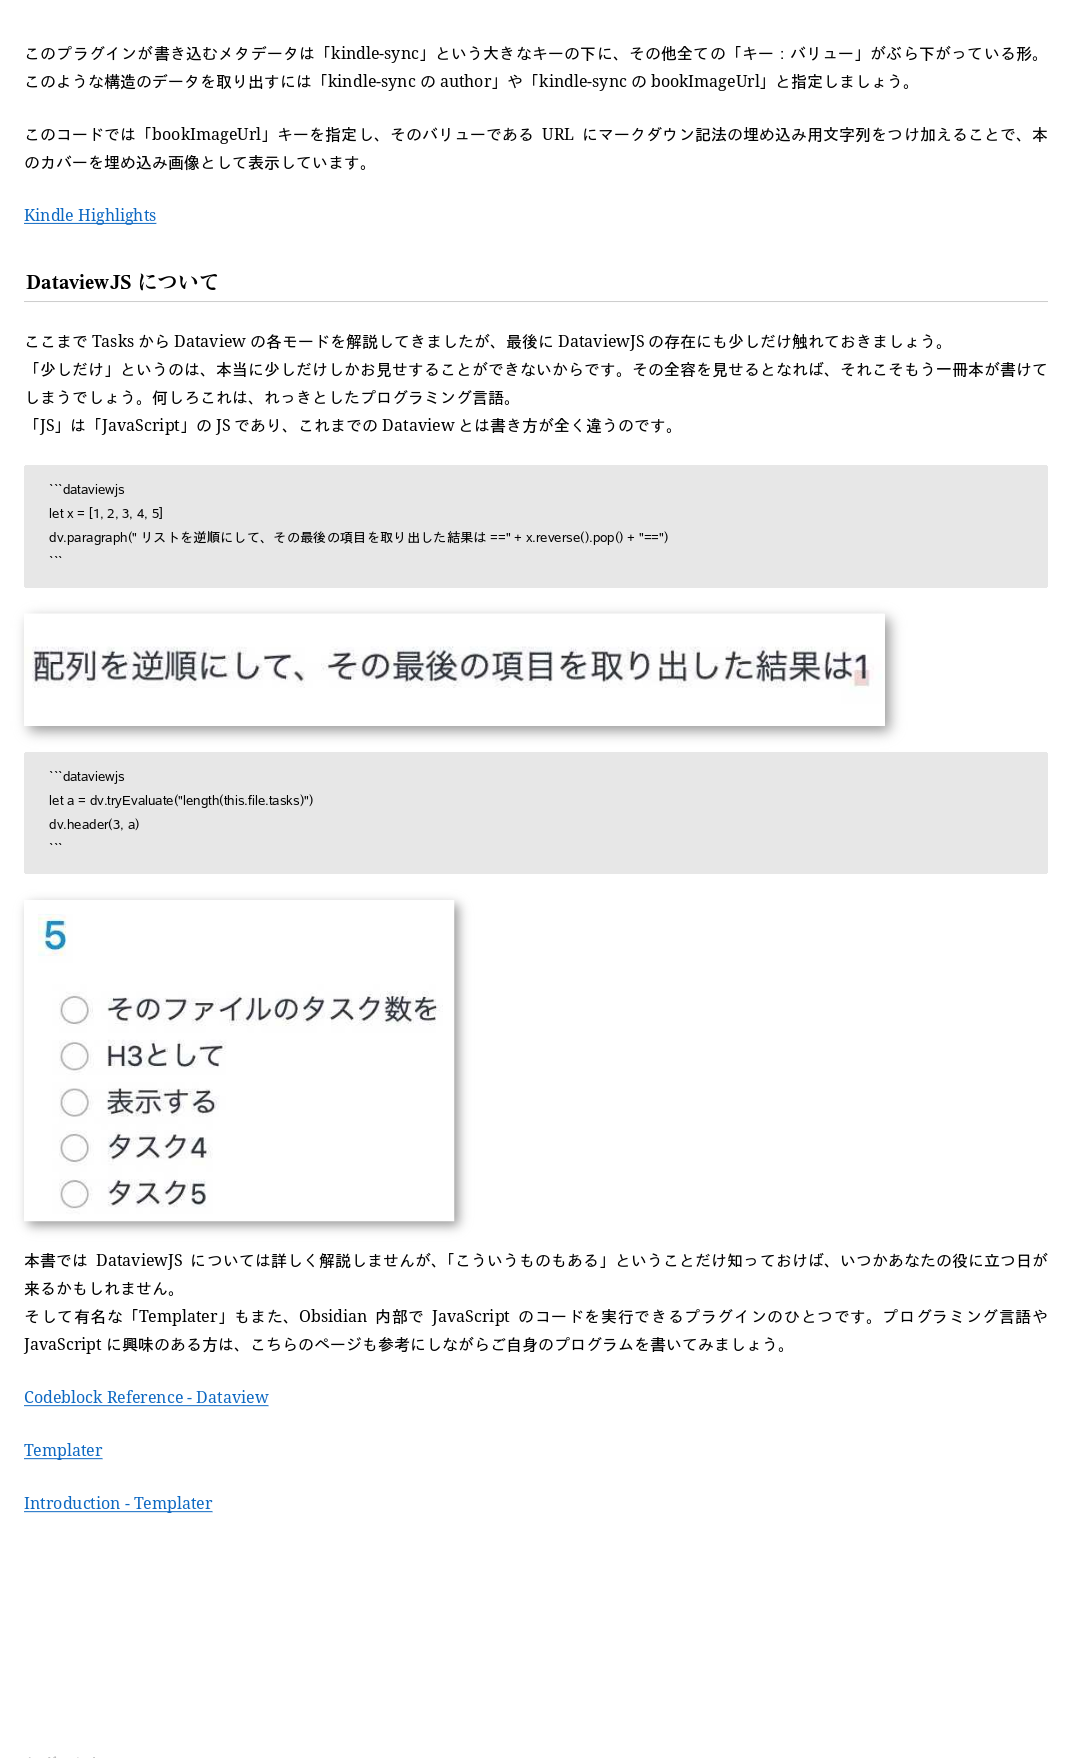 このプラグインが書き込むメタデータは「kindle-sync」という大きなキーの下に、その他全ての「キー：バリュー」がぶら下がっている形。
このような構造のデータを取り出すには「kindle-sync の author」や「kindle-sync の bookImageUrl」と指定しましょう。
このコードでは「bookImageUrl」キーを指定し、そのバリューである URL にマークダウン記法の埋め込み用文字列をつけ加えることで、本
のカバーを埋め込み画像として表示しています。
Kindle Highlights
DataviewJS について
ここまで Tasks から Dataview の各モードを解説してきましたが、最後に DataviewJS の存在にも少しだけ触れておきましょう。
「少しだけ」というのは、本当に少しだけしかお見せすることができないからです。その全容を見せるとなれば、それこそもう一冊本が書けて
しまうでしょう。何しろこれは、れっきとしたプログラミング言語。
「JS」は「JavaScript」の JS であり、これまでの Dataview とは書き方が全く違うのです。
```dataviewjs
let x = [1, 2, 3, 4, 5]
dv.paragraph(" リストを逆順にして、その最後の項目を取り出した結果は ==" + x.reverse().pop() + "==")
```
配列を逆順にして、その最後の項目を取り出した結果は1
```dataviewjs
let a = dv.tryEvaluate("length(this.file.tasks)")
dv.header(3, a)
```
5
そのファイルのタスク数を
H3として
表示する
タスク4
タスク5
本書では DataviewJS については詳しく解説しませんが、「こういうものもある」ということだけ知っておけば、いつかあなたの役に立つ日が
来るかもしれません。
そして有名な「Templater」もまた、Obsidian 内部で JavaScript のコードを実行できるプラグインのひとつです。プログラミング言語や
JavaScript に興味のある方は、こちらのページも参考にしながらご自身のプログラムを書いてみましょう。
Codeblock Reference - Dataview
Templater
Introduction - Templater